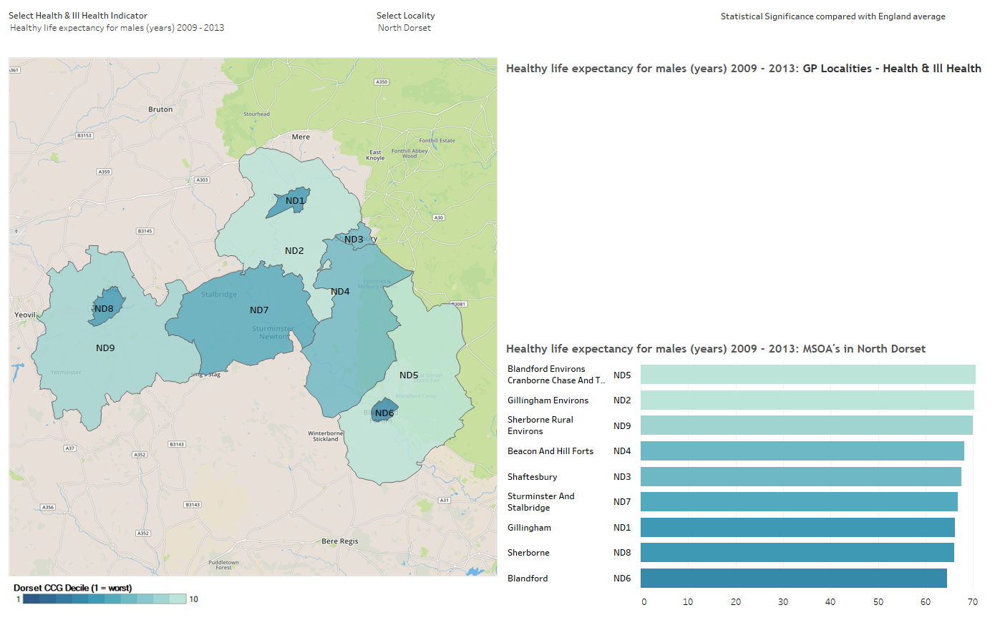 Select Health & Ill Health Indicator
Healthy life expectancy for males (years) 2009 - 2013
Select Locality
North Dorset
Statistical Significance compared with England average
Healthy life expectancy for males (years) 2009 - 2013: GP Localities - Health & Ill Health
A361
A350
Bruton
Stourhead
B3153
Mere
Fonthill Estate
East
Knoyle
Fonthill Abbey
Wood
A359
A303
ND1
A30
B3145
ND3
ND2
Stalbridge
ND4
ND8
ND7
B3081
Yeovil
Sturminster
Newton
ND9
Yetminster
ND5
Blandford Camp
ND6
Winterborne
Stickland
A37
B3143
A352
A356
B3143
A31
A352
Bere Regis
Puddletown
Forest
Dorset CCG Decile (1 = worst)
1
10
Healthy life expectancy for males (years) 2009 - 2013: MSOA's in North Dorset
Blandford Environs
Cranborne Chase And T..
ND5
Gillingham Environs
ND2
Sherborne Rural
Environs
ND9
Beacon And Hill Forts
ND4
Shaftesbury
ND3
Sturminster And
Stalbridge
ND7
Gillingham
ND1
Sherborne
ND8
Blandford
ND6
0 10 20 30 40 50 60 70